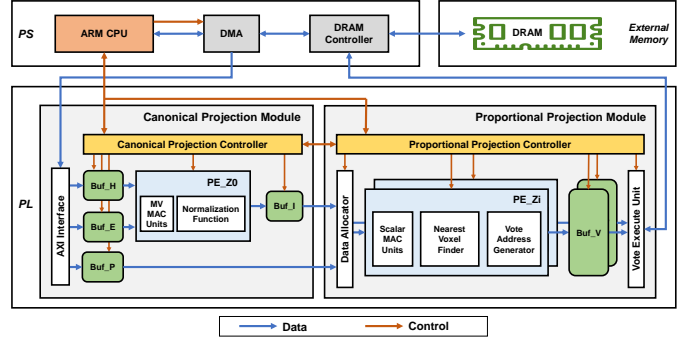 PS
ARM CPU
DMA
DRAM
Controller
DRAM
External
Memory
PL
Canonical Projection Module
Canonical Projection Controller
AXI Interface
Buf_H
Buf_E
Buf_P
PE_Z0
MV
MAC
Units
Normalization
Function
Buf_I
Proportional Projection Module
Proportional Projection Controller
Data Allocator
PE_Zi
Scalar
MAC
Units
Nearest
Voxel
Finder
Vote
Address
Generator
Buf_V
Vote Execute Unit
Data
Control